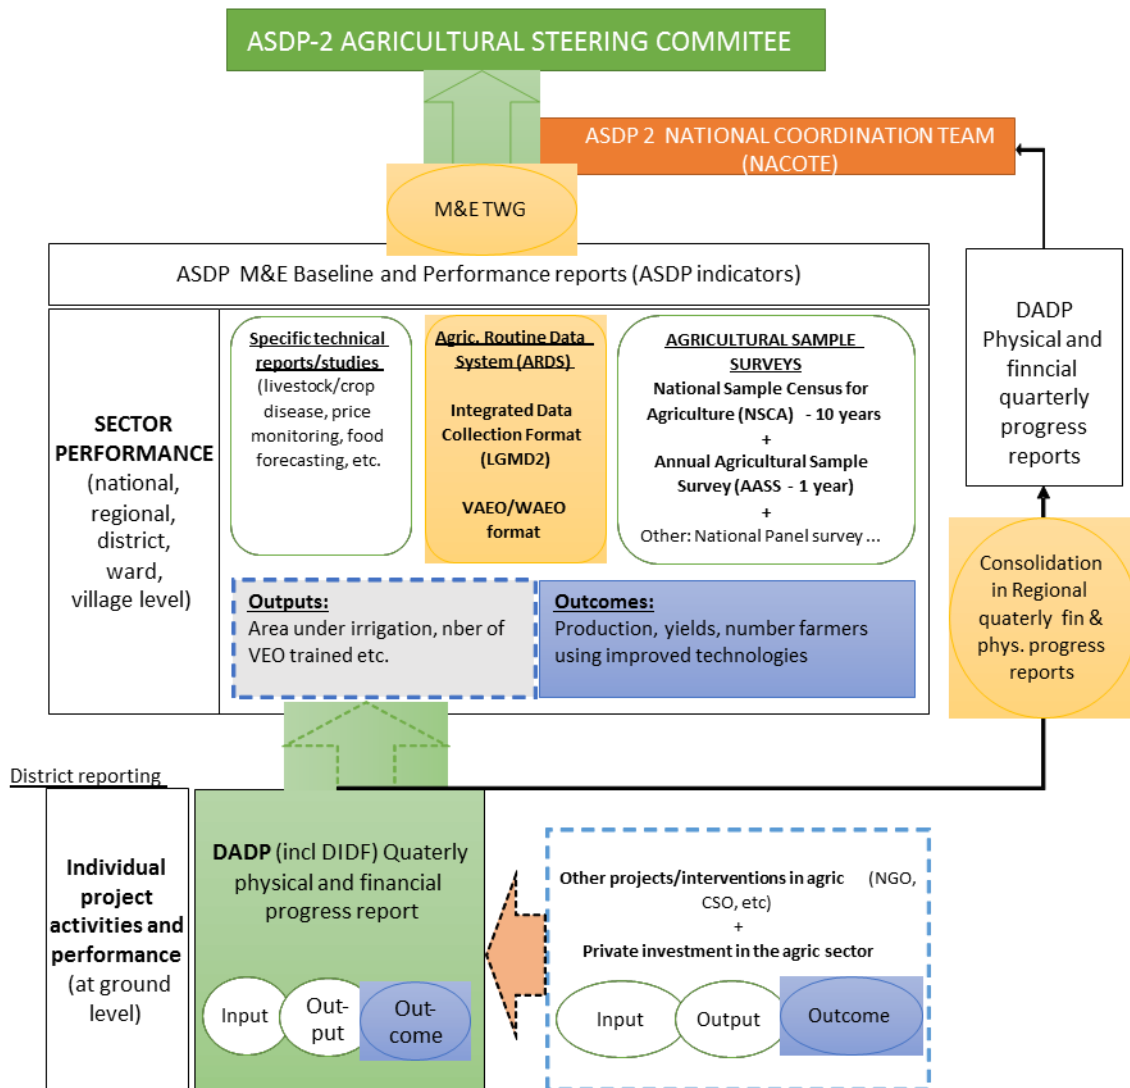 ASDP-2 AGRICULTURAL STEERING COMMITEE
ASDP 2 NATIONAL COORDINATION TEAM
(NACOTE)
M&E TWG
ASDP M&E Baseline and Performance reports (ASDP indicators)
SECTOR
PERFORMANCE
(national,
regional,
district,
ward,
village level)
Specific technical
reports/studies
(livestock/crop
disease, price
monitoring, food
forecasting, etc.
Agric. Routine Data
System (ARDS)
Integrated Data
Collection Format
(LGMD2)
VAEO/WAEO
format
AGRICULTURAL SAMPLE
SURVEYS
National Sample Census for
Agriculture (NSCA) - 10 years
+
Annual Agricultural Sample
Survey (AASS - 1 year)
+
Other: National Panel survey ...
Outputs:
Area under irrigation, nber of
VEO trained etc.
Outcomes:
Production, yields, number farmers
using improved technologies
DADP
Physical and
finncial
quarterly
progress
reports
Consolidation
in Regional
quaterly fin &
phys. progress
reports
District reporting
Individual
project
activities and
performance
(at ground
level)
DADP (incl DIDF) Quaterly
physical and financial
progress report
Input
Out-
put
Out-
come
Other projects/interventions in agric (NGO,
CSO, etc)
+
Private investment in the agric sector
Input
Output
Outcome